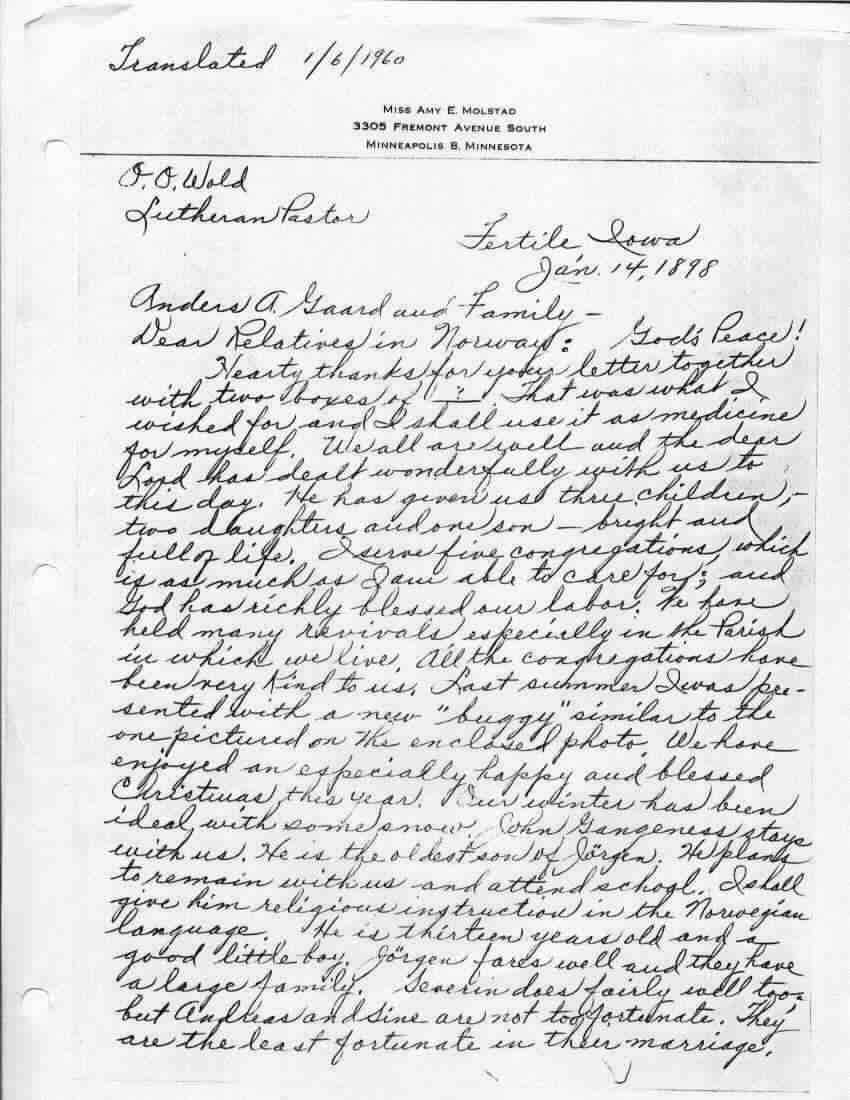 Translated 1/6/1960
MISS AMY E. MOLSTAD
3305 FREMONT AVENUE SOUTH
MINNEAPOLIS 8, MINNESOTA
O. O. Wold
Lutheran Pastor
Fertile Iowa
Jan. 14, 1898
Anders A. Gaard and Family –
Dear Relatives in Norway: God's Peace!
Hearty thanks for your letter together
with two boxes of ? . That was what I
wished for and I shall use it as medicine
for myself. We all are well and the dear
Lord has dealt wonderfully with us to
this day. He has given us three children, –
two daughters and one son – bright and
full of life. I serve five congregations, which
is as much as I am able to care for; and
God has richly blessed our labor. We have
held many revivals especially in the Parish
in which we live. All the congregations have
been very kind to us. Last summer I was pre-
sented with a new "buggy" similar to the
one pictured on the enclosed photo. We have
enjoyed an especially happy and blessed
Christmas this year. Our winter has been
ideal with some snow. John Gangeness stays
with us. He is the oldest son of Jörgen. He plans
to remain with us and attend school. I shall
give him religious instruction in the Norwegian
language. He is thirteen years old and a
good little boy. Jörgen fares well and they have
a large family. Severin does fairly well too –
but Andreas and Sine are not too fortunate. They
are the least fortunate in their marriage.